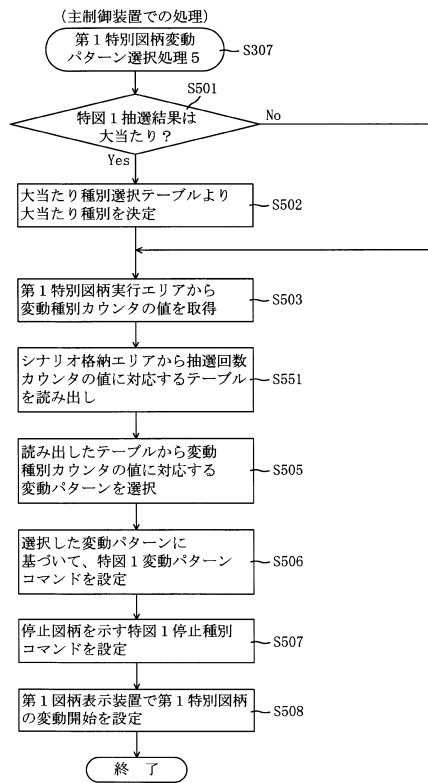 （主制御装置での処理）
第１特別図柄変動
パターン選択処理５
S307
S501
特図１抽選結果は
大当たり？
No
Yes
大当たり種別選択テーブルより
大当たり種別を決定
S502
第１特別図柄実行エリアから
変動種別カウンタの値を取得
S503
シナリオ格納エリアから抽選回数
カウンタの値に対応するテーブル
を読み出し
S551
読み出したテーブルから変動
種別カウンタの値に対応する
変動パターンを選択
S505
選択した変動パターンに
基づいて、特図１変動パターン
コマンドを設定
S506
停止図柄を示す特図１停止種別
コマンドを設定
S507
第１図柄表示装置で第１特別図柄
の変動開始を設定
S508
終　了